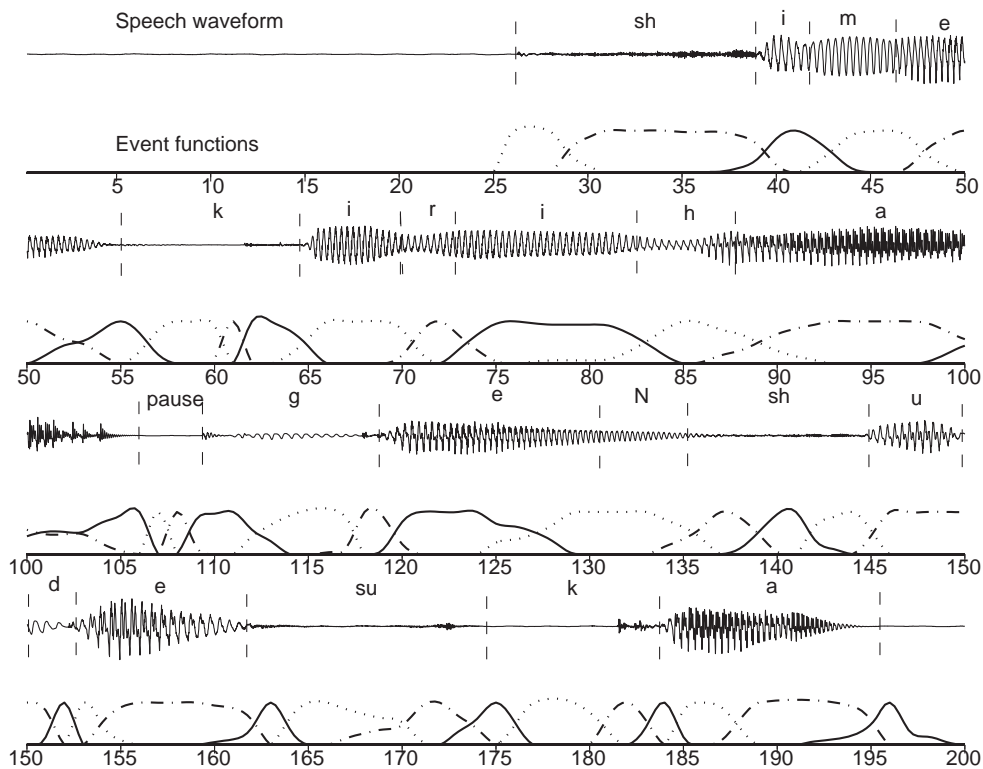 Speech waveform sh i m e
Event functions
5 10 15 20 25 30 35 40 45 50
k i r i h a
50 55 60 65 70 75 80 85 90 95 100
pause g e N sh u
100 105 110 115 120 125 130 135 140 145 150
d e su k a
150 155 160 165 170 175 180 185 190 195 200